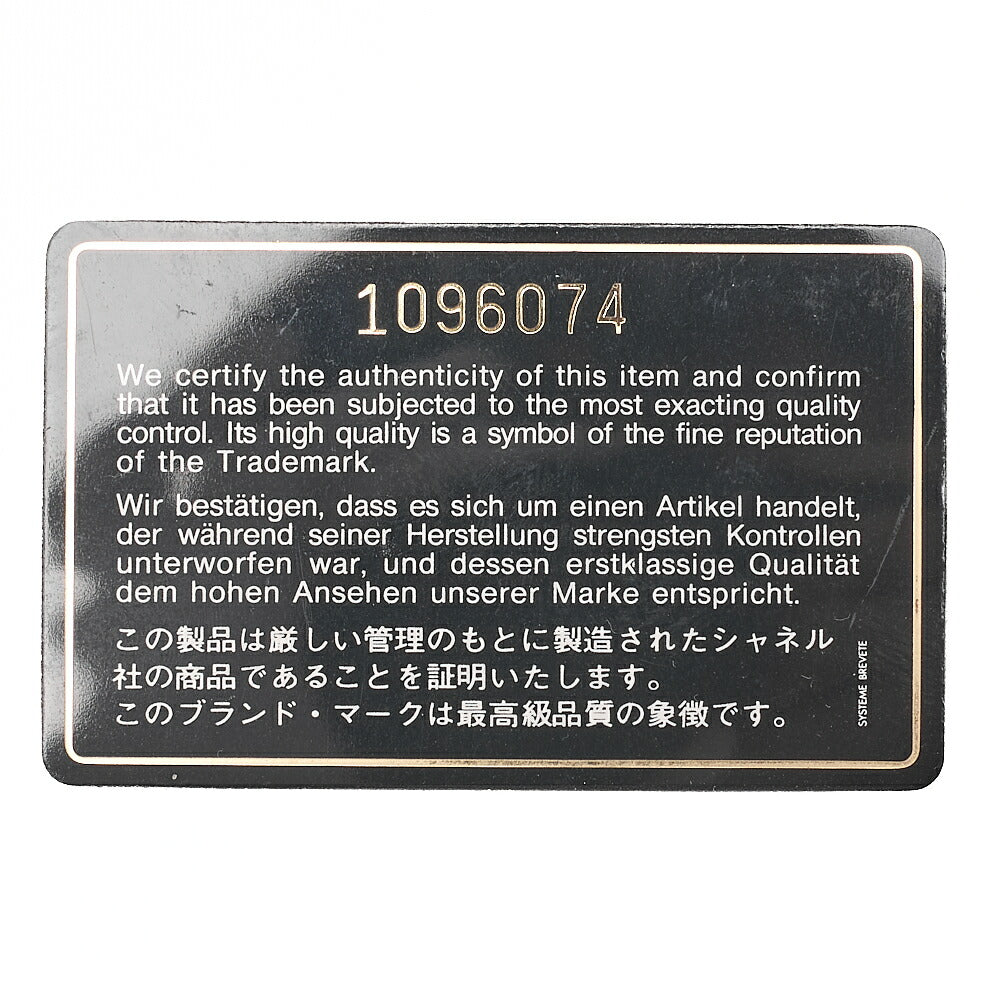 1096074
We certify the authenticity of this item and confirm
that it has been subjected to the most exacting quality
control. Its high quality is a symbol of the fine reputation
of the Trademark.
Wir bestätigen, dass es sich um einen Artikel handelt,
der während seiner Herstellung strengsten Kontrollen
unterworfen war, und dessen erstklassige Qualität
dem hohen Ansehen unserer Marke entspricht.
この製品は厳しい管理のもとに製造されたシャネル
社の商品であることを証明いたします。
このブランド・マークは最高級品質の象徴です。
SYSTEME BREVETE